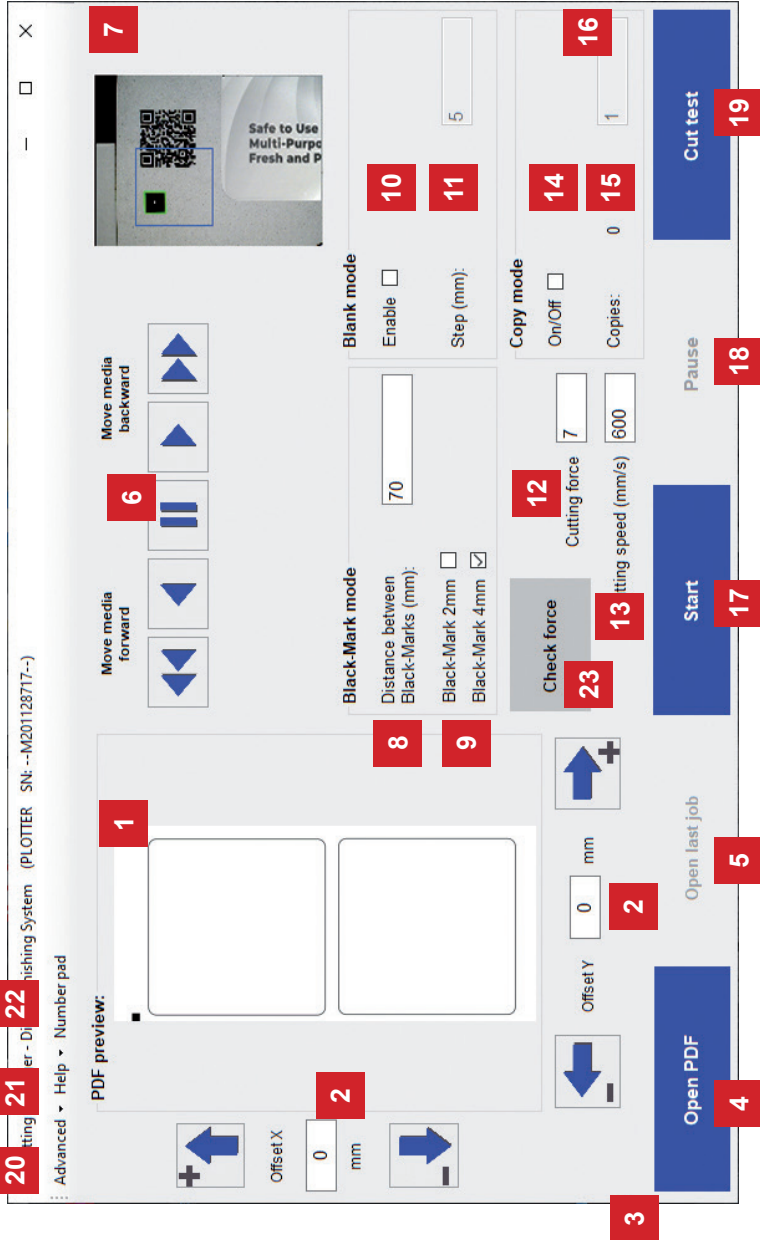 20
21
22
tting
er - Di
nishing System (PLOTTER SN: --M201128717--)
Advanced Help Number pad
PDF preview:
1
Offset X
0
mm
2
Offset Y
0
mm
2
3
Open PDF
4
Open last job
5
Move media
forward
Move media
backward
6
7
Safe to Use
Multi-Purpo
Fresh and P
Black-Mark mode
8
Distance between
Black-Marks (mm):
70
9
Black-Mark 2mm
Black-Mark 4mm
Blank mode
Enable
10
Step (mm):
11
5
Check force
23
12
Cutting force
7
13
tting speed (mm/s)
600
Copy mode
On/Off
14
Copies:
0
15
1
16
Start
17
Pause
18
Cut test
19